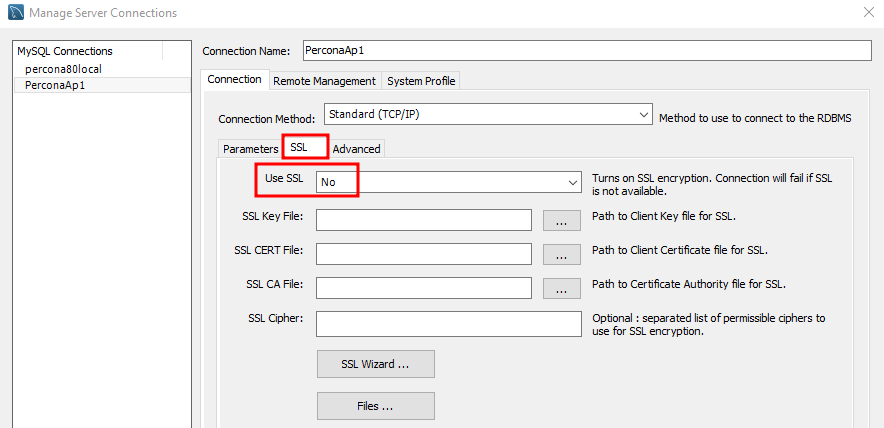 Manage Server Connections
MySQL Connections
percona80local
PerconaAp1
Connection Name: PerconaAp1
Connection Remote Management System Profile
Connection Method: Standard (TCP/IP) Method to use to connect to the RDBMS
Parameters SSL Advanced
Use SSL No Turns on SSL encryption. Connection will fail if SSL
is not available.
SSL Key File: ... Path to Client Key file for SSL.
SSL CERT File: ... Path to Client Certificate file for SSL.
SSL CA File: ... Path to Certificate Authority file for SSL.
SSL Cipher: Optional : separated list of permissible ciphers to
use for SSL encryption.
SSL Wizard ...
Files ...